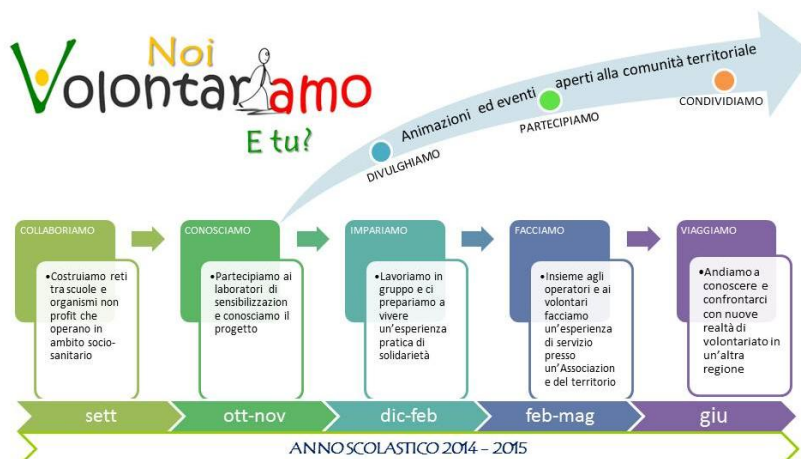 Noi
Volontariamo
E tu?
Animazioni ed eventi aperti alla comunità territoriale
DIVULGHIAMO
PARTECIPIAMO
CONDIVIDIAMO
COLLABORIAMO
•Costruiamo reti
tra scuole e
organismi non
profit che
operano in
ambito socio-
sanitario
CONOSCIAMO
•Partecipiamo ai
laboratori di
sensibilizzazion
e conosciamo il
progetto
IMPARIAMO
•Lavoriamo in
gruppo e ci
prepariamo a
vivere
un'esperienza
pratica di
solidarietà
FACCIAMO
•Insieme agli
operatori e ai
volontari
facciamo
un'esperienza
di servizio
presso
un'Associazion
e del territorio
VIAGGIAMO
•Andiamo a
conoscere e
confrontarci
con nuove
realtà di
volontariato in
un'altra
regione
sett
ott-nov
dic-feb
feb-mag
giu
ANNO SCOLASTICO 2014 – 2015